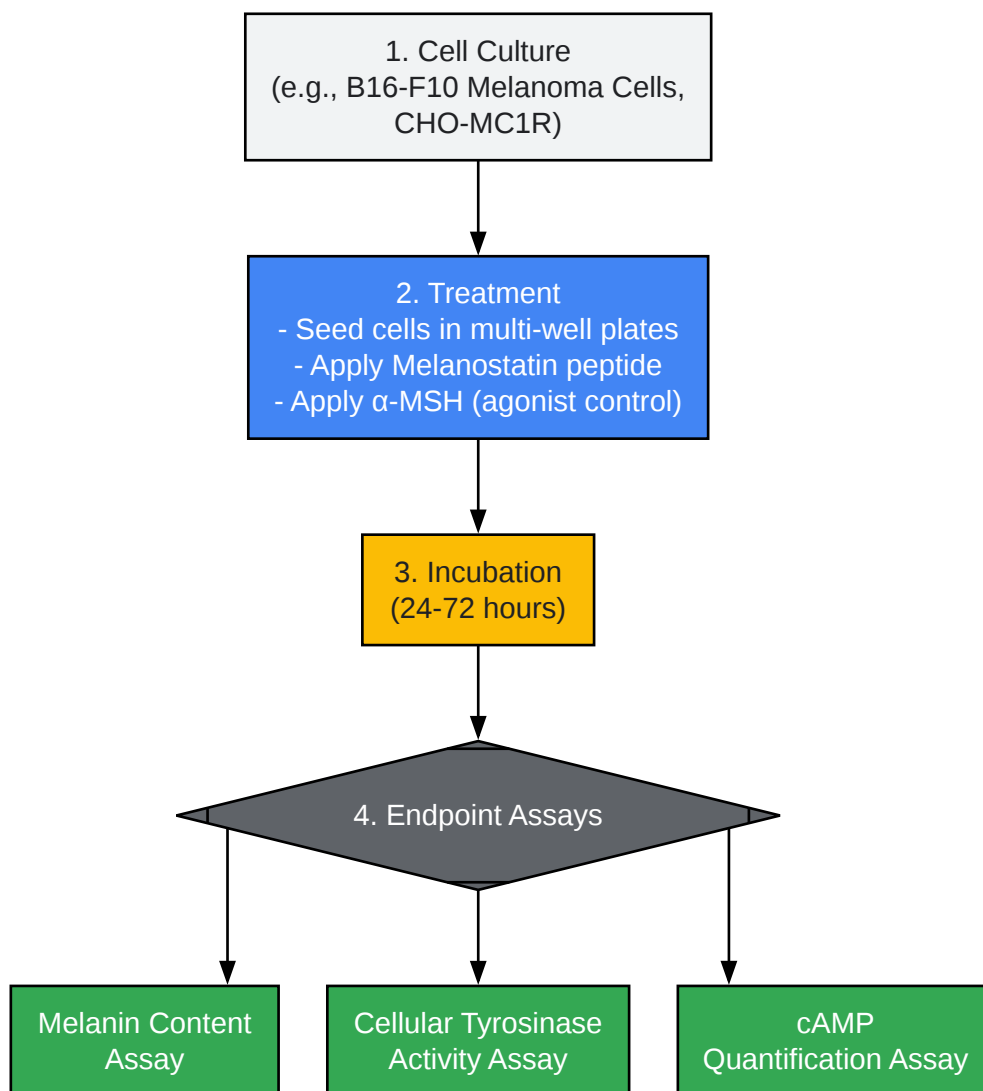 1. Cell Culture
(e.g., B16-F10 Melanoma Cells,
CHO-MC1R)
2. Treatment
- Seed cells in multi-well plates
- Apply Melanostatin peptide
- Apply α-MSH (agonist control)
3. Incubation
(24-72 hours)
4. Endpoint Assays
Melanin Content
Assay
Cellular Tyrosinase
Activity Assay
cAMP
Quantification Assay